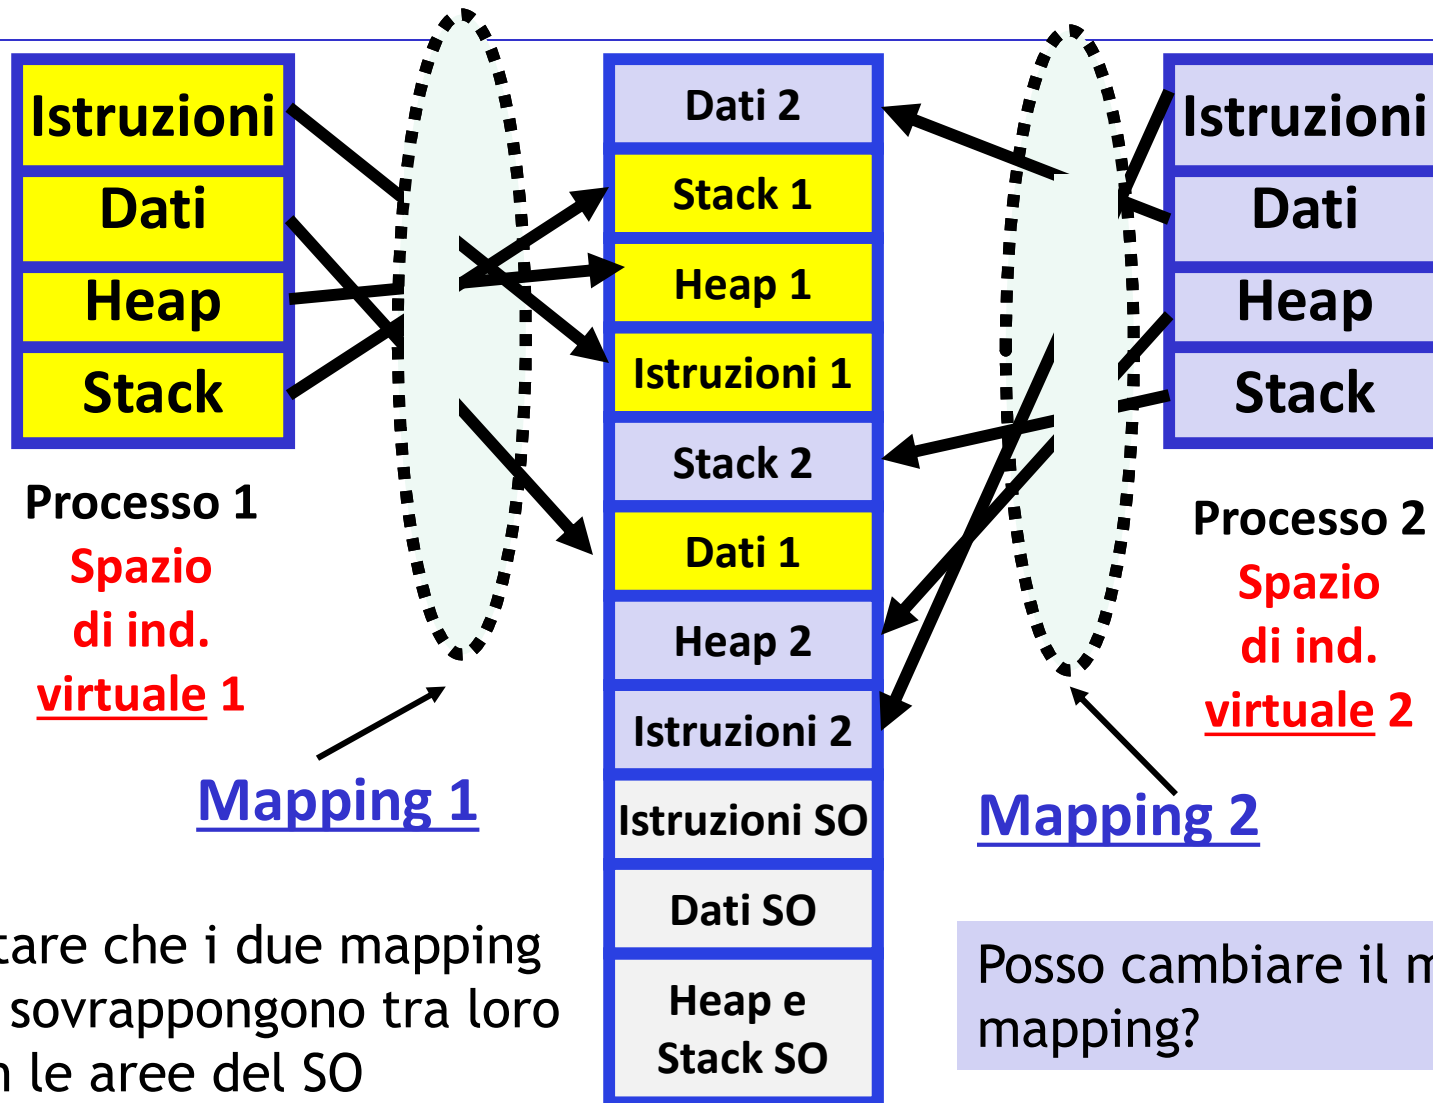 Istruzioni
Dati
Heap
Stack
Processo 1
Spazio
di ind.
virtuale 1
Mapping 1
Dati 2
Stack 1
Heap 1
Istruzioni 1
Stack 2
Dati 1
Heap 2
Istruzioni 2
Istruzioni SO
Dati SO
Heap e
Stack SO
Istruzioni
Dati
Heap
Stack
Processo 2
Spazio
di ind.
virtuale 2
Mapping 2
che i due mapping
sovrappongono tra loro
le aree del SO
Posso cambiare il
mapping?